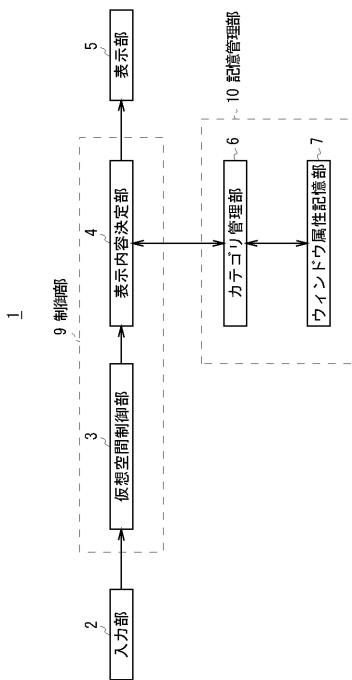 1
9 制御部
2
入力部
3
仮想空間制御部
4
表示内容決定部
5
表示部
10 記憶管理部
6
カテゴリ管理部
7
ウィンドウ属性記憶部